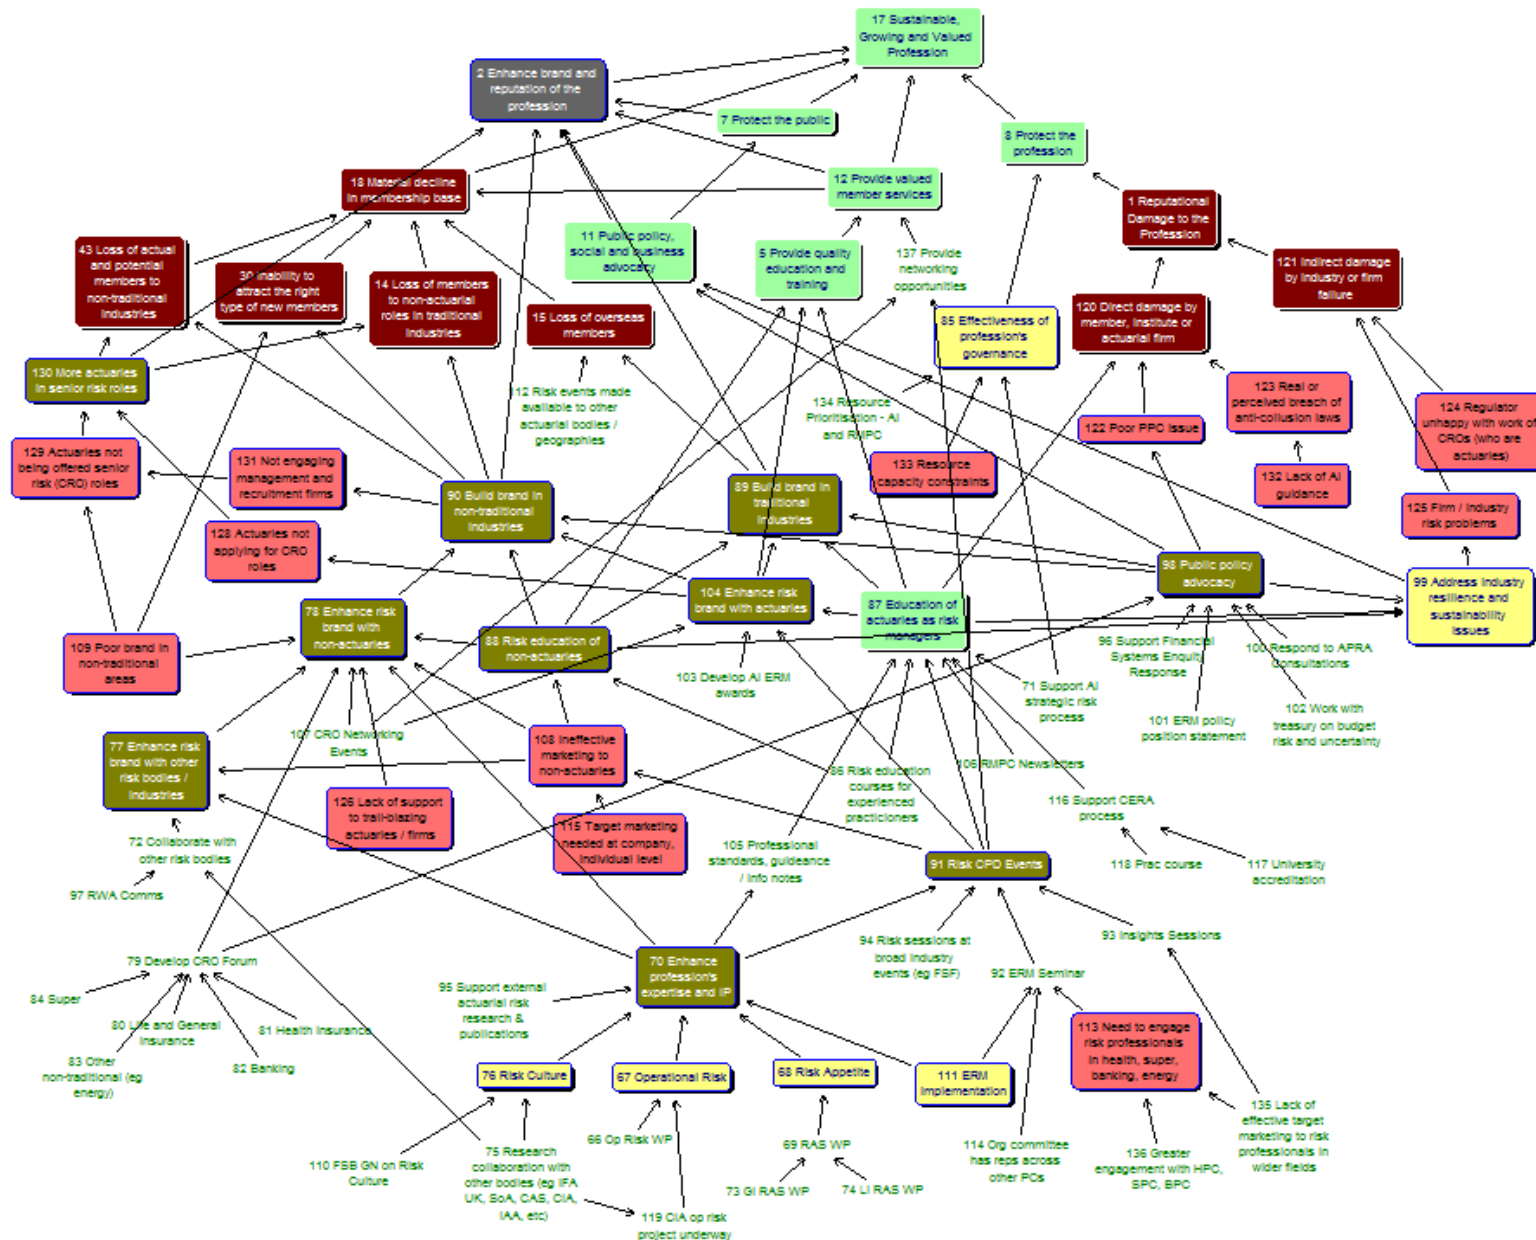 17 Sustainable,
Growing and Valued
Profession
2 Enhance brand and
reputation of the
profession
7 Protect the public
8 Protect the
profession
18 Material decline
in membership base
12 Provide valued
member services
1 Reputational
Damage to the
Profession
43 Loss of actual
and potential
members to
non-traditional
industries
30 Inability to
attract the right
type of new members
14 Loss of members
to non-actuarial
roles in traditional
industries
15 Loss of overseas
members
11 Public policy,
social and business
advocacy
5 Provide quality
education and
training
137 Provide
networking
opportunities
85 Effectiveness of
profession's
governance
120 Direct damage by
member, institute or
actuarial firm
121 Indirect damage
by industry or firm
failure
130 More actuaries
in senior risk roles
112 Risk events made
available to other
actuarial bodies /
geographies
134 Resource
Prioritisation - AI
and RMPC
122 Poor PPC issue
123 Real or
perceived breach of
anti-collusion laws
124 Regulator
unhappy with work of
CROs (who are
actuaries)
129 Actuaries not
being offered senior
risk (CRO) roles
131 Not engaging
management and
recruitment firms
90 Build brand in
non-traditional
industries
89 Build brand in
traditional
industries
133 Resource
capacity constraints
132 Lack of AI
guidance
125 Firm / Industry
risk problems
128 Actuaries not
applying for CRO
roles
98 Public policy
advocacy
99 Address industry
resilience and
sustainability
issues
109 Poor brand in
non-traditional
areas
78 Enhance risk
brand with
non-actuaries
88 Risk education of
non-actuaries
104 Enhance risk
brand with actuaries
87 Education of
actuaries as risk
managers
103 Develop AI ERM
awards
71 Support AI
strategic risk
process
96 Support Financial
Systems Enquiry
Response
100 Respond to APRA
Consultations
101 ERM policy
position statement
102 Work with
treasury on budget
risk and uncertainty
77 Enhance risk
brand with other
risk bodies /
industries
107 CRO Networking
Events
108 Ineffective
marketing to
non-actuaries
86 Risk education
courses for
experienced
practicioners
106 RMPC Newsletters
116 Support CERA
process
126 Lack of support
to trail-blazing
actuaries / firms
115 Target marketing
needed at company,
individual level
72 Collaborate with
other risk bodies
97 RWA Comms
105 Professional
standards, guideance
/ info notes
91 Risk CPD Events
118 Prac course
117 University
accreditation
79 Develop CRO Forum
84 Super
80 Life and General
Insurance
81 Health Insurance
83 Other
non-traditional (eg
energy)
82 Banking
70 Enhance
profession's
expertise and IP
95 Support external
actuarial risk
research &
publications
94 Risk sessions at
broad industry
events (eg FSF)
92 ERM Seminar
93 Insights Sessions
76 Risk Culture
67 Operational Risk
68 Risk Appetite
111 ERM
Implementation
113 Need to engage
risk professionals
in health, super,
banking, energy
110 FSB GN on Risk
Culture
75 Research
collaboration with
other bodies (eg IFA
UK, SoA, CAS, CIA,
IAA, etc)
66 Op Risk WP
119 CIA op risk
project underway
69 RAS WP
73 GI RAS WP
74 LI RAS WP
114 Org committee
has reps across
other PCs
136 Greater
engagement with HPC,
SPC, BPC
135 Lack of
effective target
marketing to risk
professionals in
wider fields